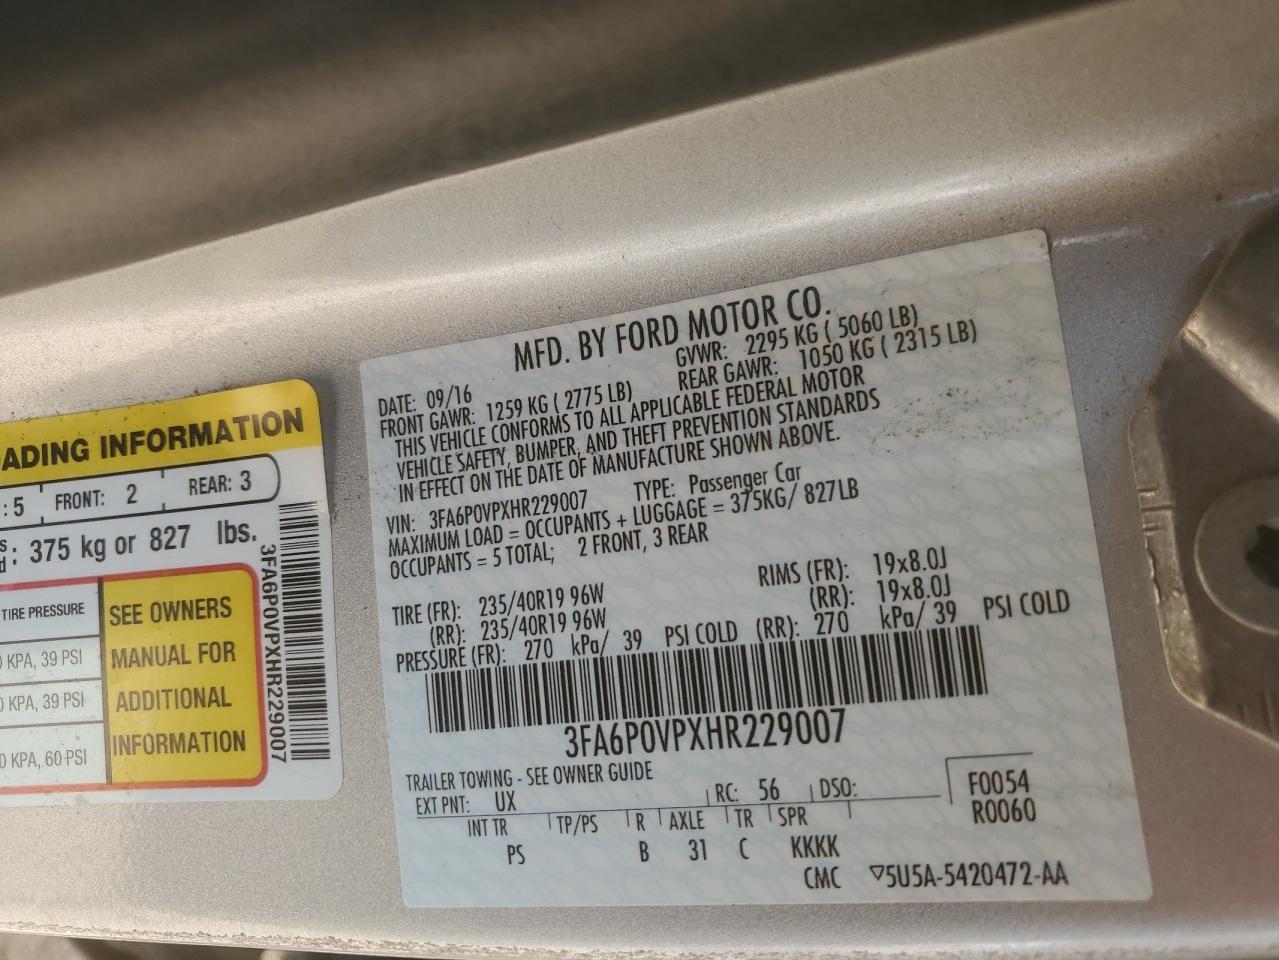 ADING INFORMATION
: 5 FRONT: 2 REAR: 3
: 375 kg or 827 lbs.
TIRE PRESSURE
KPA, 39 PSI
KPA, 39 PSI
KPA, 60 PSI
SEE OWNERS
MANUAL FOR
ADDITIONAL
INFORMATION
3FA6P0VPXHR229007
MFD. BY FORD MOTOR CO.
DATE: 09/16 GVWR: 2295 KG ( 5060 LB)
FRONT GAWR: 1259 KG ( 2775 LB) REAR GAWR: 1050 KG ( 2315 LB)
THIS VEHICLE CONFORMS TO ALL APPLICABLE FEDERAL MOTOR
VEHICLE SAFETY, BUMPER, AND THEFT PREVENTION STANDARDS
IN EFFECT ON THE DATE OF MANUFACTURE SHOWN ABOVE.
VIN: 3FA6P0VPXHR229007 TYPE: Passenger Car
MAXIMUM LOAD = OCCUPANTS + LUGGAGE = 375KG/ 827LB
OCCUPANTS = 5 TOTAL; 2 FRONT, 3 REAR
TIRE (FR): 235/40R19 96W RIMS (FR): 19x8.0J
(RR): 235/40R19 96W (RR): 19x8.0J
PRESSURE (FR): 270 kPa/ 39 PSI COLD (RR): 270 kPa/ 39 PSI COLD
3FA6P0VPXHR229007
TRAILER TOWING - SEE OWNER GUIDE
EXT PNT: UX RC: 56 DSO: F0054
R0060
INT TR TP/PS R AXLE TR SPR
PS B 31 C KKKK
CMC ▽5U5A-5420472-AA